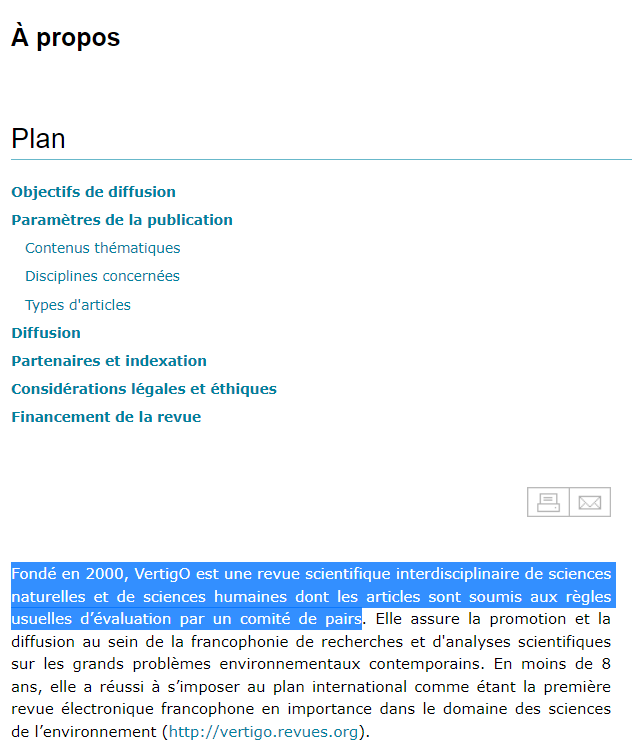 À propos
Plan
Objectifs de diffusion
Paramètres de la publication
Contenus thématiques
Disciplines concernées
Types d'articles
Diffusion
Partenaires et indexation
Considérations légales et éthiques
Financement de la revue
Fondé en 2000, VertigO est une revue scientifique interdisciplinaire de sciences
naturelles et de sciences humaines dont les articles sont soumis aux règles
usuelles d’évaluation par un comité de pairs. Elle assure la promotion et la
diffusion au sein de la francophonie de recherches et d'analyses scientifiques
sur les grands problèmes environnementaux contemporains. En moins de 8
ans, elle a réussi à s’imposer au plan international comme étant la première
revue électronique francophone en importance dans le domaine des sciences
de l’environnement (http://vertigo.revues.org).